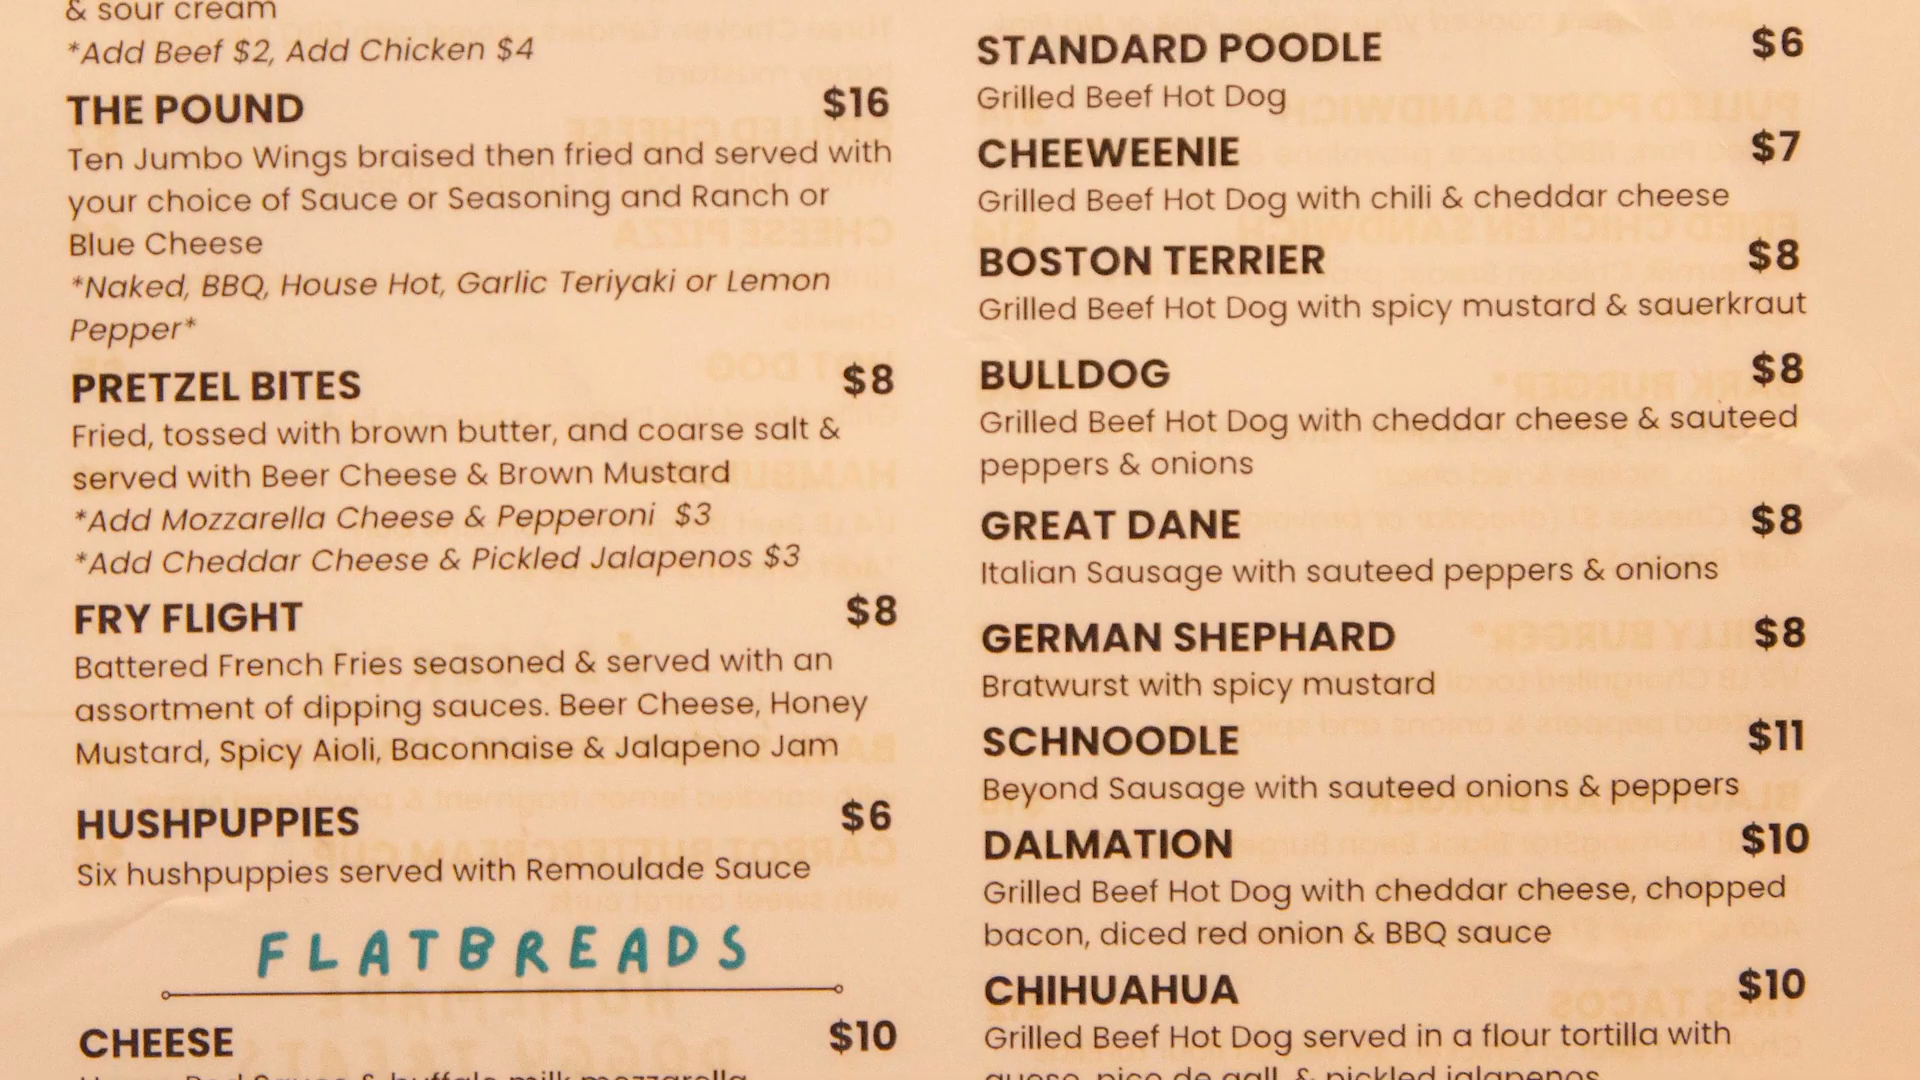 & sour cream
*Add Beef $2, Add Chicken $4
THE POUND $16
Ten Jumbo Wings braised then fried and served with
your choice of Sauce or Seasoning and Ranch or
Blue Cheese
*Naked, BBQ, House Hot, Garlic Teriyaki or Lemon
Pepper*
PRETZEL BITES $8
Fried, tossed with brown butter, and coarse salt &
served with Beer Cheese & Brown Mustard
*Add Mozzarella Cheese & Pepperoni $3
*Add Cheddar Cheese & Pickled Jalapenos $3
FRY FLIGHT $8
Battered French Fries seasoned & served with an
assortment of dipping sauces. Beer Cheese, Honey
Mustard, Spicy Aioli, Baconnaise & Jalapeno Jam
HUSHPUPPIES $6
Six hushpuppies served with Remoulade Sauce
FLATBREADS
CHEESE $10
& buffalo milk mozzarella
STANDARD POODLE $6
Grilled Beef Hot Dog
CHEEWEENIE $7
Grilled Beef Hot Dog with chili & cheddar cheese
BOSTON TERRIER $8
Grilled Beef Hot Dog with spicy mustard & sauerkraut
BULLDOG $8
Grilled Beef Hot Dog with cheddar cheese & sauteed
peppers & onions
GREAT DANE $8
Italian Sausage with sauteed peppers & onions
GERMAN SHEPHARD $8
Bratwurst with spicy mustard
SCHNOODLE $11
Beyond Sausage with sauteed onions & peppers
DALMATION $10
Grilled Beef Hot Dog with cheddar cheese, chopped
bacon, diced red onion & BBQ sauce
CHIHUAHUA $10
Grilled Beef Hot Dog served in a flour tortilla with
queso, pico de gall, & pickled jalapenos